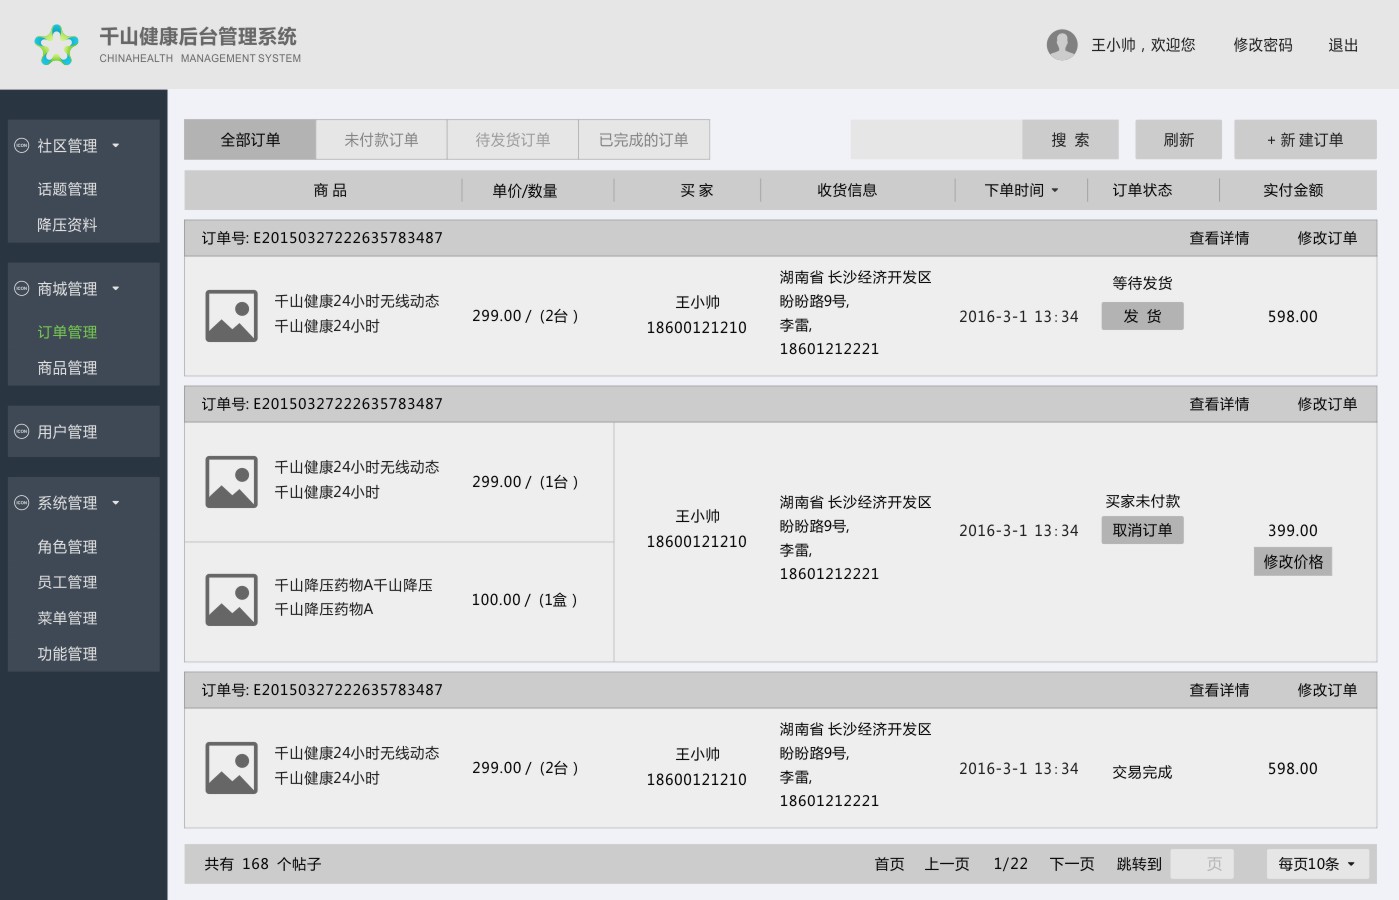 千山健康后台管理系统
CHINAHEALTH MANAGEMENT SYSTEM
王小帅，欢迎您 修改密码 退出
社区管理
话题管理
降压资料
商城管理
订单管理
商品管理
用户管理
系统管理
角色管理
员工管理
菜单管理
功能管理
全部订单 未付款订单 待发货订单 已完成的订单 搜 索 刷新 + 新 建订单
商 品 单价/数量 买 家 收货信息 下单时间 订单状态 实付金额
订单号: E20150327222635783487 查看详情 修改订单
千山健康24小时无线动态
千山健康24小时
299.00 / (2台 )
王小帅
18600121210
湖南省 长沙经济开发区
盼盼路9号,
李雷,
18601212221
2016-3-1 13:34
等待发货
发 货
598.00
订单号: E20150327222635783487 查看详情 修改订单
千山健康24小时无线动态
千山健康24小时
299.00 / (1台 )
千山降压药物A千山降压
千山降压药物A
100.00 / (1盒 )
王小帅
18600121210
湖南省 长沙经济开发区
盼盼路9号,
李雷,
18601212221
2016-3-1 13:34
买家未付款
取消订单
399.00
修改价格
订单号: E20150327222635783487 查看详情 修改订单
千山健康24小时无线动态
千山健康24小时
299.00 / (2台 )
王小帅
18600121210
湖南省 长沙经济开发区
盼盼路9号,
李雷,
18601212221
2016-3-1 13:34
交易完成
598.00
共有 168 个帖子 首页 上一页 1/22 下一页 跳转到 页 每页10条